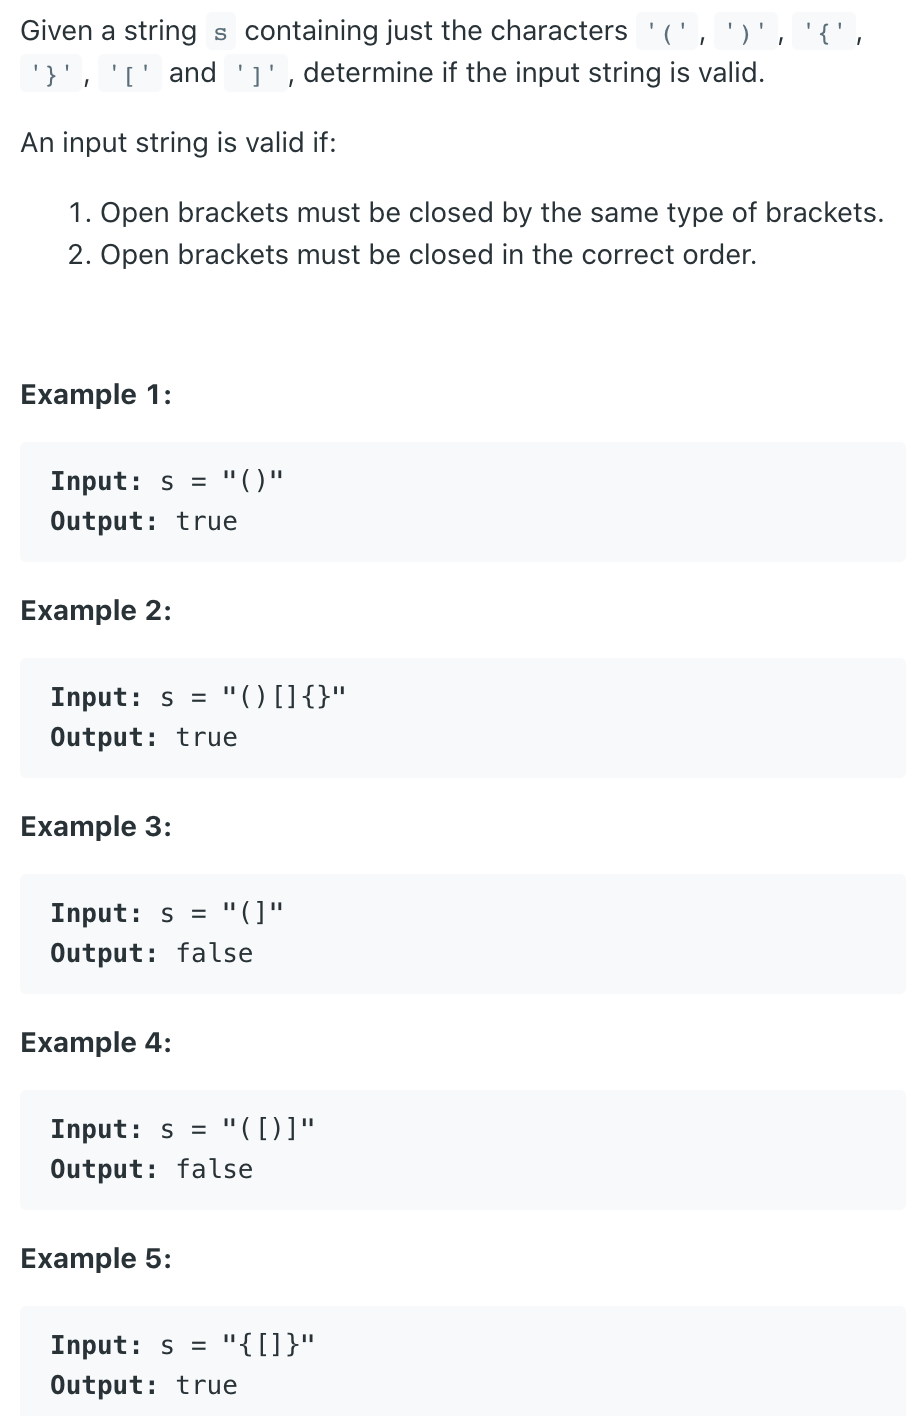 Given a string s containing just the characters '(', ')', '{',
'}', '[' and ']', determine if the input string is valid.
An input string is valid if:
1. Open brackets must be closed by the same type of brackets.
2. Open brackets must be closed in the correct order.
Example 1:
Input: s = "()"
Output: true
Example 2:
Input: s = "()[]{}"
Output: true
Example 3:
Input: s = "(]"
Output: false
Example 4:
Input: s = "([)]"
Output: false
Example 5:
Input: s = "{[]}"
Output: true